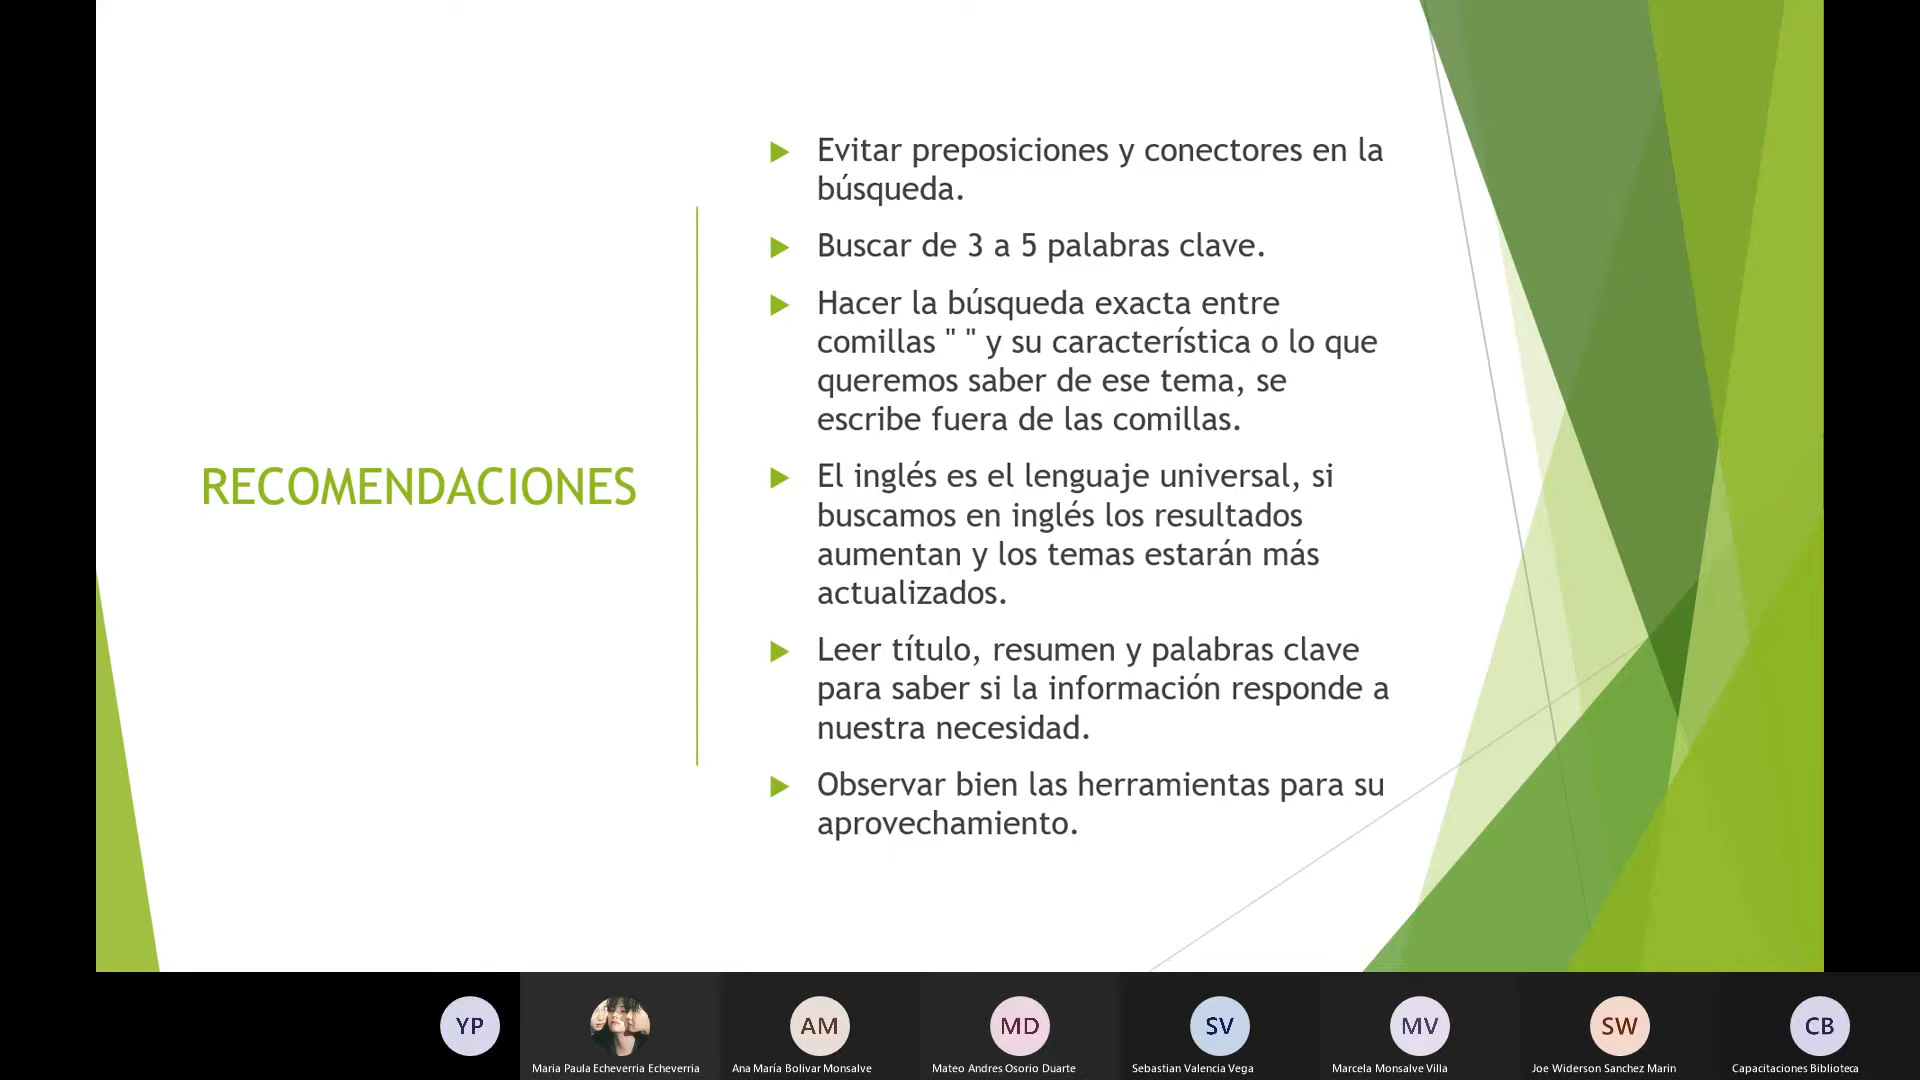 Evitar preposiciones y conectores en la
búsqueda.
Buscar de 3 a 5 palabras clave.
Hacer la búsqueda exacta entre
comillas " " y su característica o lo que
queremos saber de ese tema, se
escribe fuera de las comillas.
RECOMENDACIONES
El inglés es el lenguaje universal, si
buscamos en inglés los resultados
aumentan y los temas estarán más
actualizados.
Leer título, resumen y palabras clave
para saber si la información responde a
nuestra necesidad.
Observar bien las herramientas para su
aprovechamiento.
YP
AM
MD
SV
MV
SW
CB
Maria Paula Echeverria Echeverria
Ana María Bolivar Monsalve
Mateo Andres Osorio Duarte
Sebastian Valencia Vega
Marcela Monsalve Villa
Joe Widerson Sanchez Marin
Capacitaciones Biblioteca